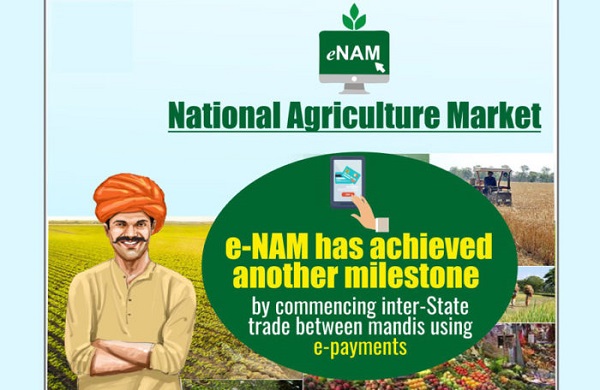 eNAM
National Agriculture Market
e-NAM has achieved
another milestone
by commencing inter-State
trade between mandis using
e-payments